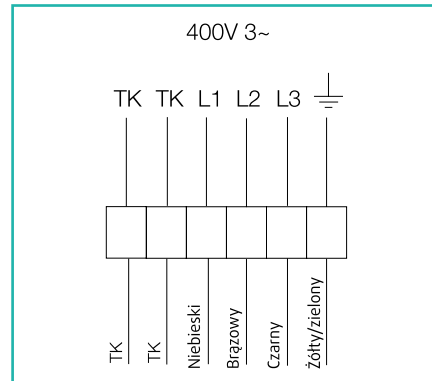 400V 3~
TK TK L1 L2 L3
TK
TK
Niebieski
Brązowy
Czarny
Żółty/zielony